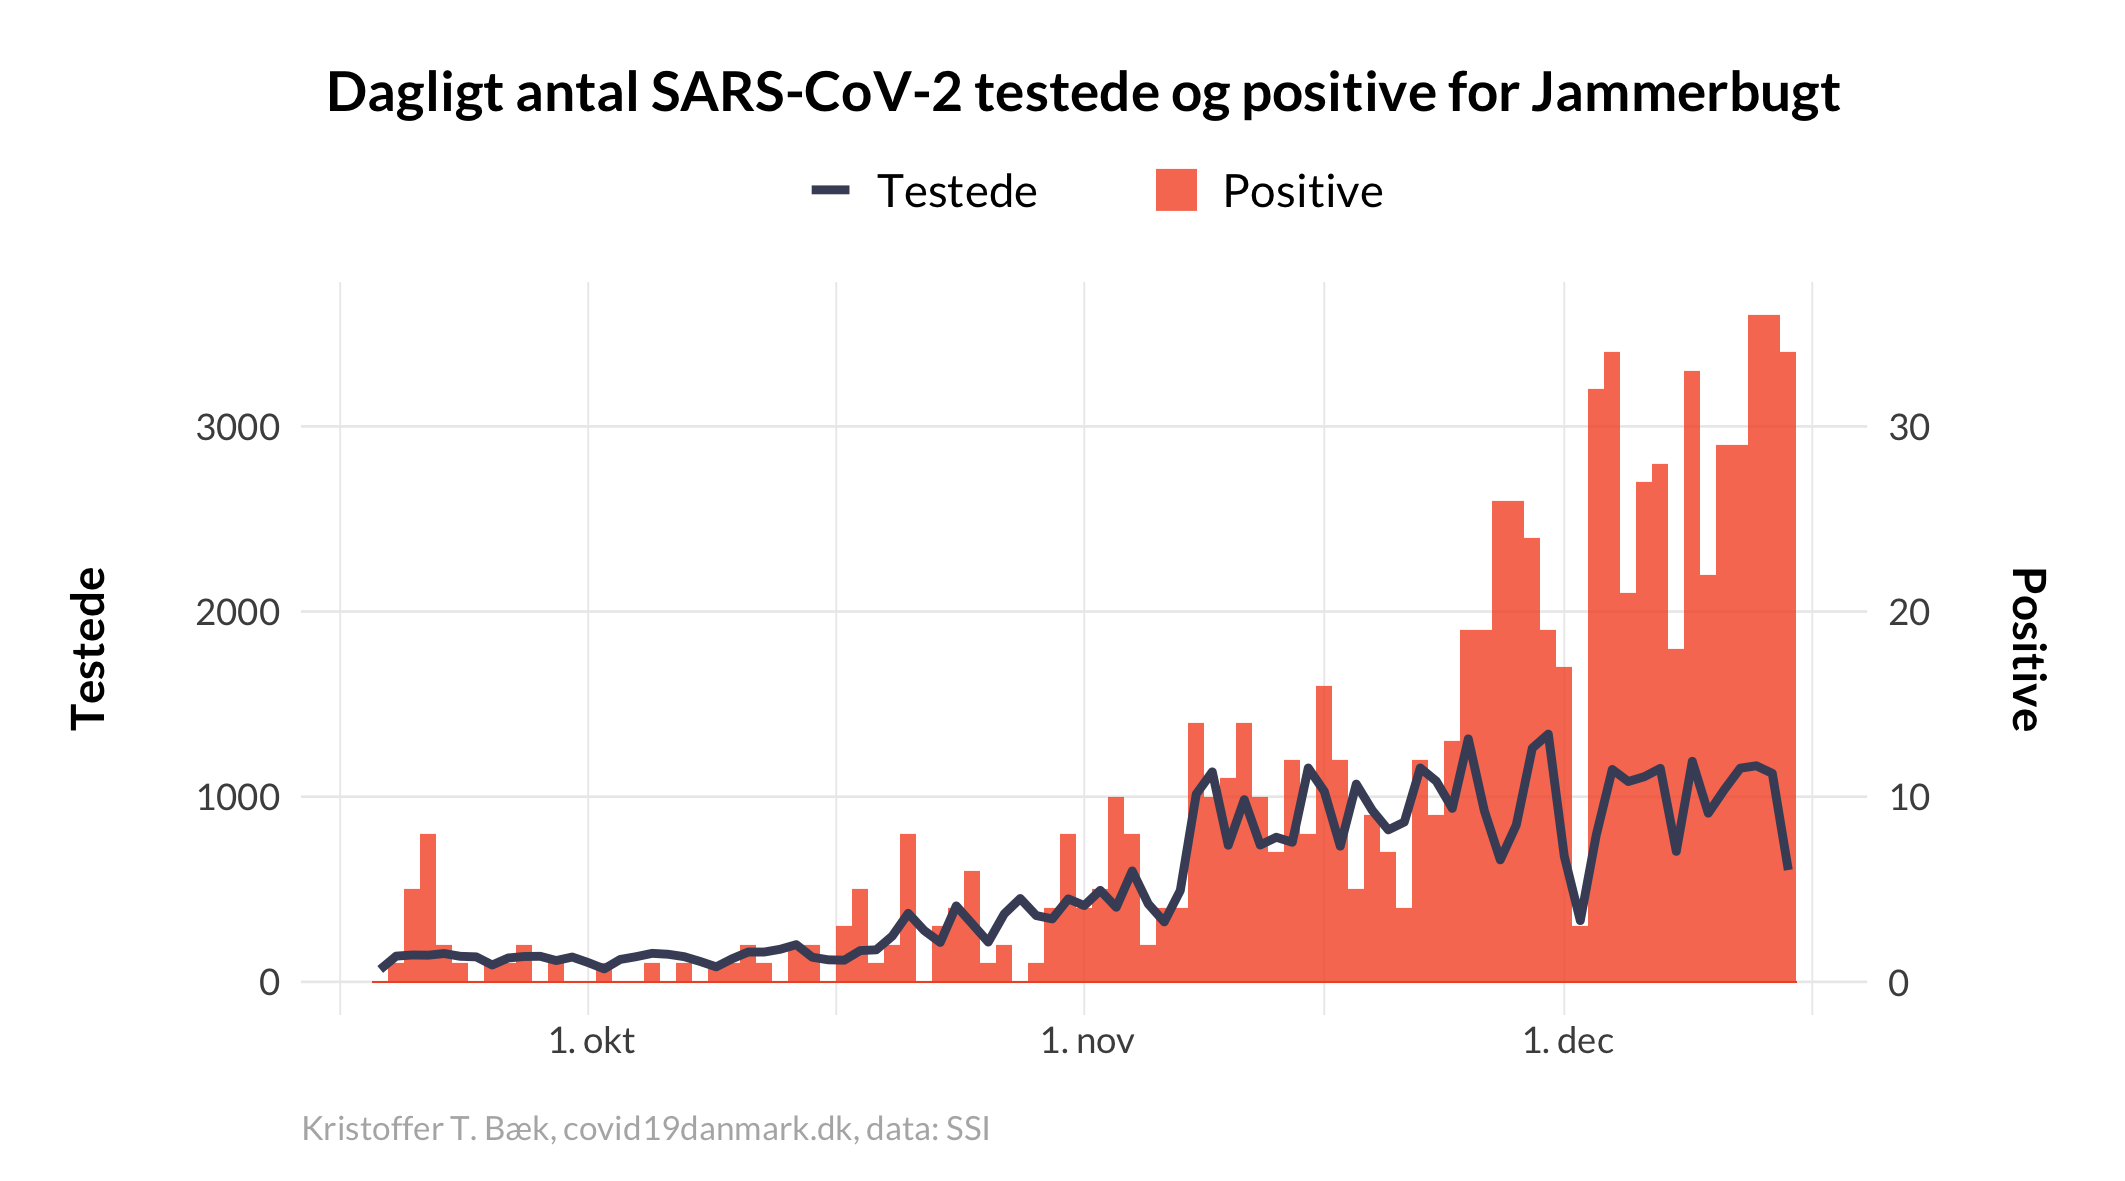 Dagligt antal SARS-CoV-2 testede og positive for Jammerbugt
Testede
Positive
3000
2000
1000
0
Testede
30
20
10
0
Positive
1. okt
1. nov
1. dec
Kristoffer T. Bæk, covid19danmark.dk, data: SSI